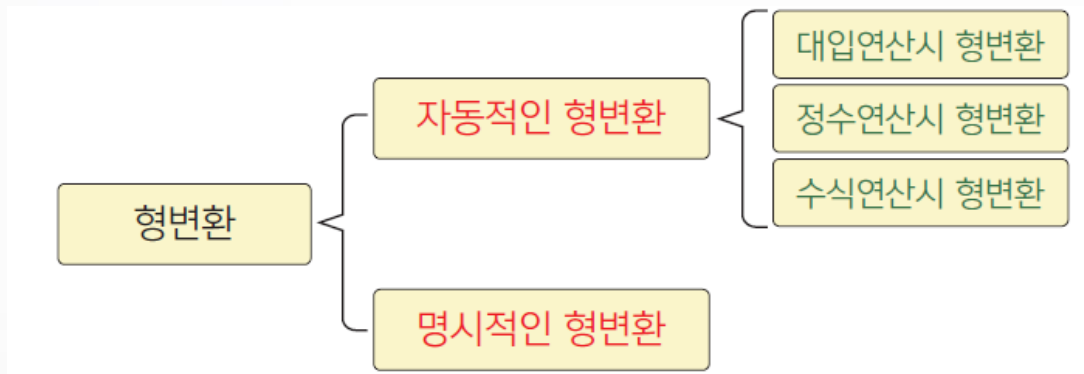 형변환
자동적인 형변환
대입연산시 형변환
정수연산시 형변환
수식연산시 형변환
명시적인 형변환